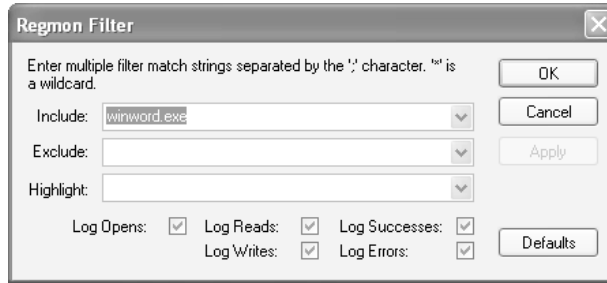 Regmon Filter
Enter multiple filter match strings separated by the ';' character. '*' is
a wildcard.
OK
Include: winword.exe
Cancel
Exclude:
Apply
Highlight:
Log Opens: Log Reads: Log Successes:
Log Writes: Log Errors:
Defaults